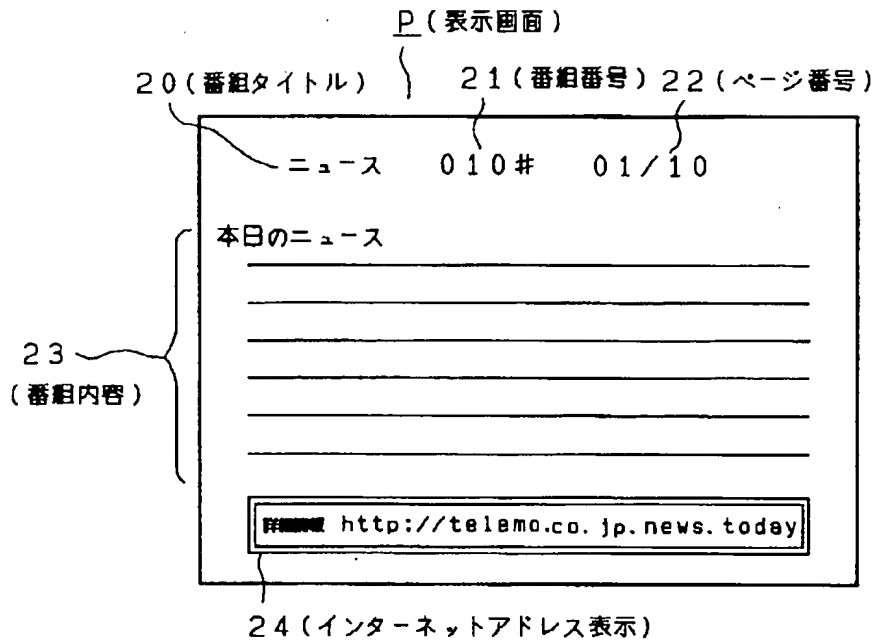 P(表示画面)
20(番組タイトル) 21(番組番号) 22(ページ番号)
ニュース 010# 01/10
本日のニュース
23
(番組内容)
http://telemo.co.jp.news.today
24(インターネットアドレス表示)